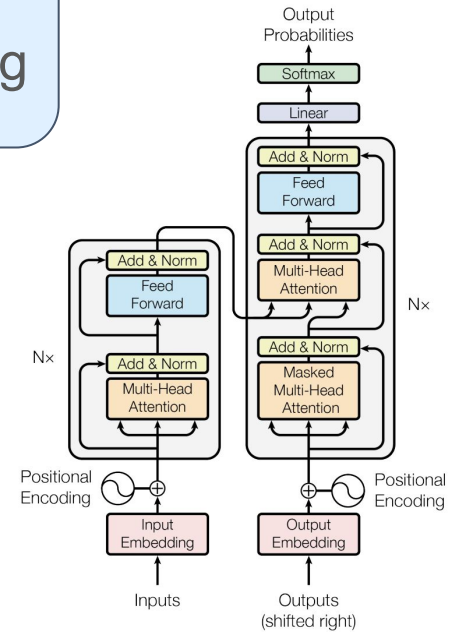 g
Output
Probabilities
Softmax
Linear
Add & Norm
Feed
Forward
Add & Norm
Multi-Head
Attention
Nx
Add & Norm
Masked
Multi-Head
Attention
Positional
Encoding
Output
Embedding
Outputs
(shifted right)
Add & Norm
Feed
Forward
Nx
Add & Norm
Multi-Head
Attention
Positional
Encoding
Input
Embedding
Inputs